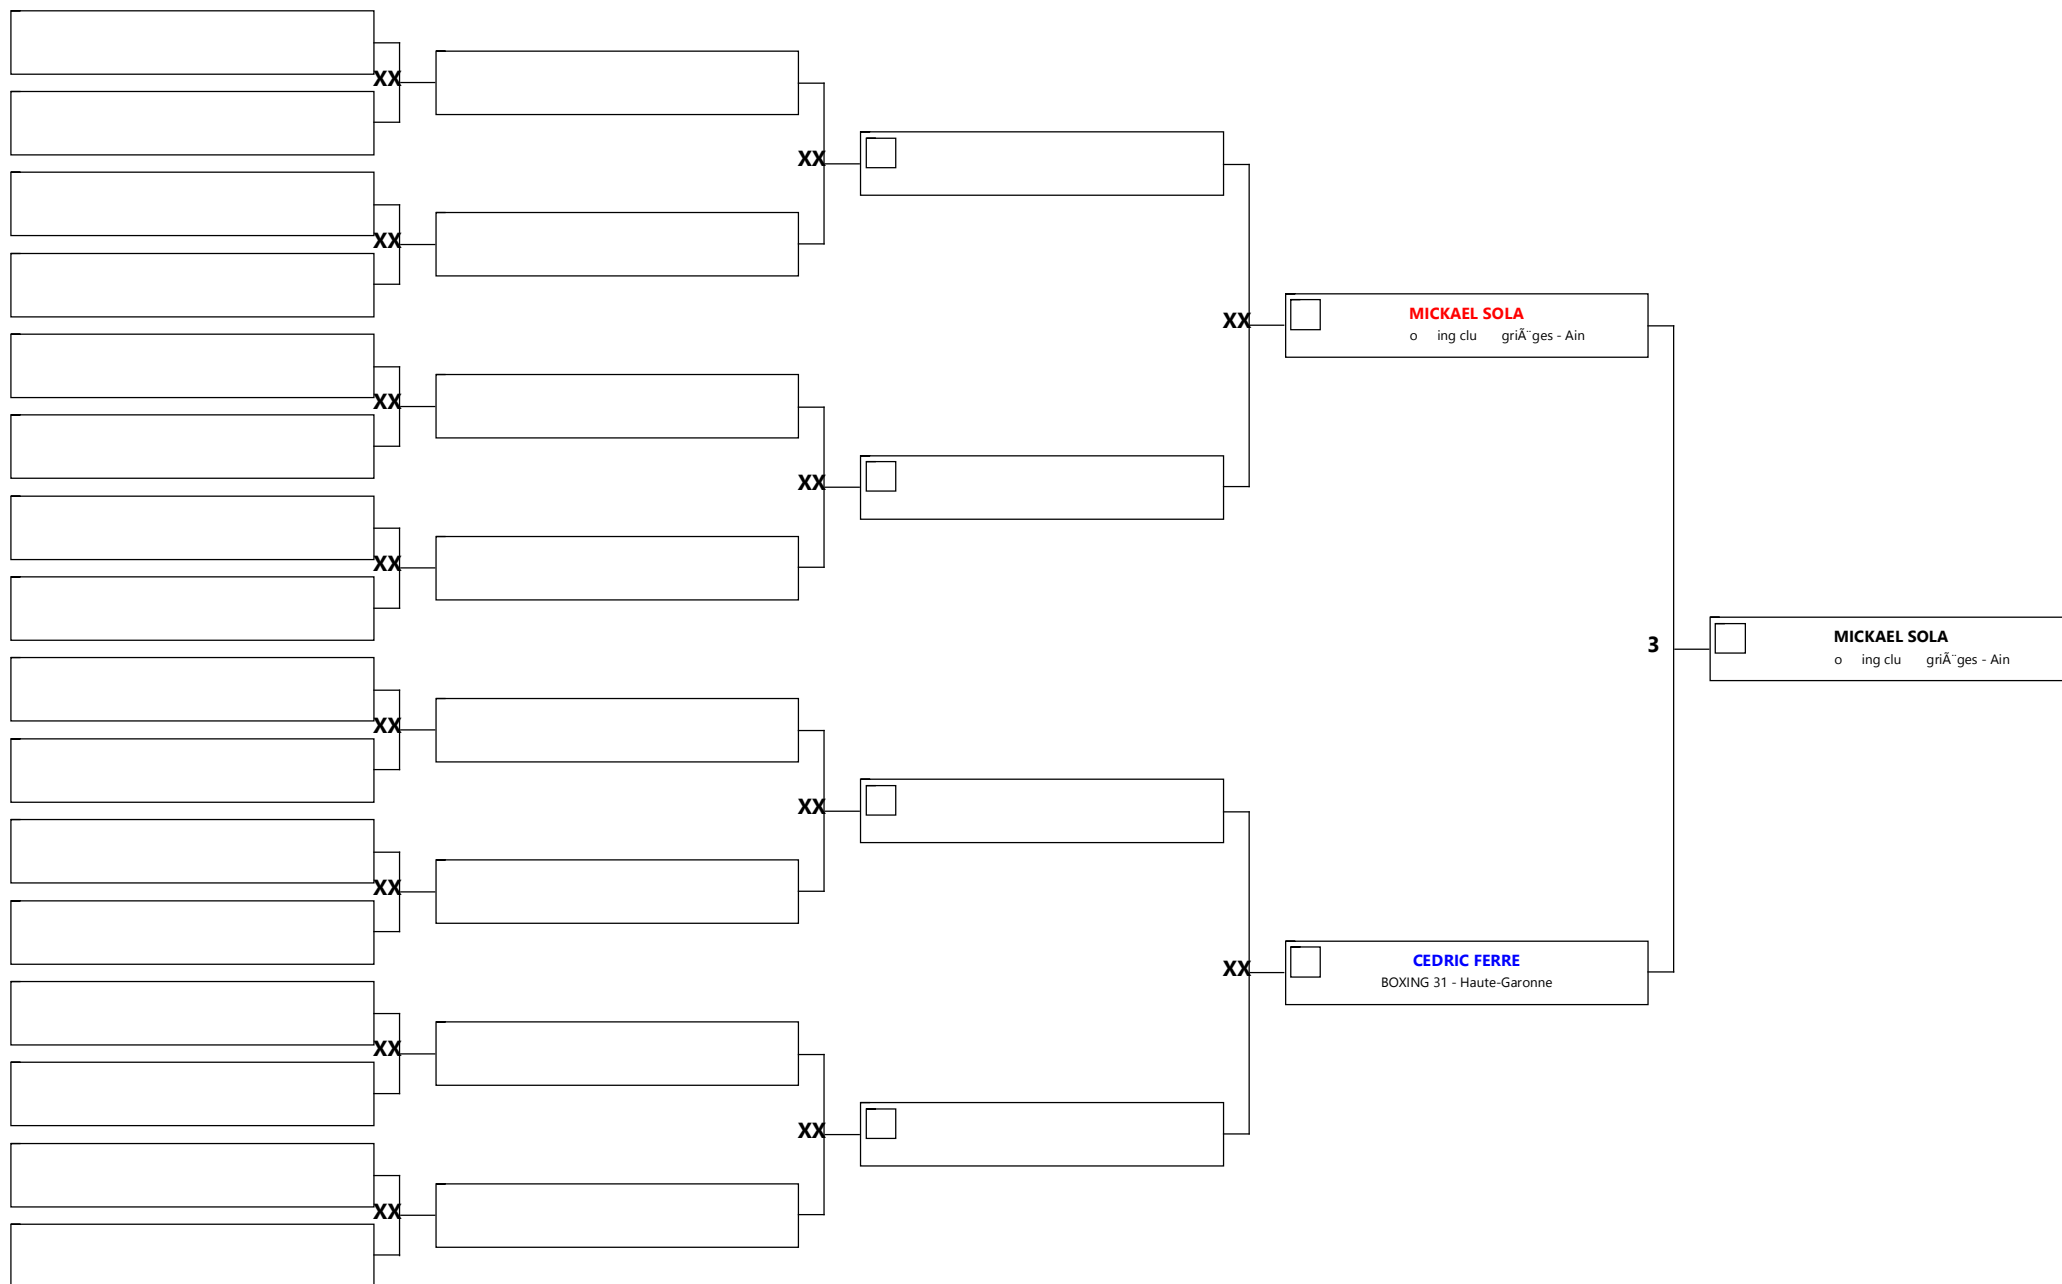 XX
XX
XX
XX
XX
XX
XX
XX
XX
XX
XX
XX
XX
MICKAEL SOLA
o ing clu griÃ¨ges - Ain
XX
CEDRIC FERRE
BOXING 31 - Haute-Garonne
3
MICKAEL SOLA
o ing clu griÃ¨ges - Ain